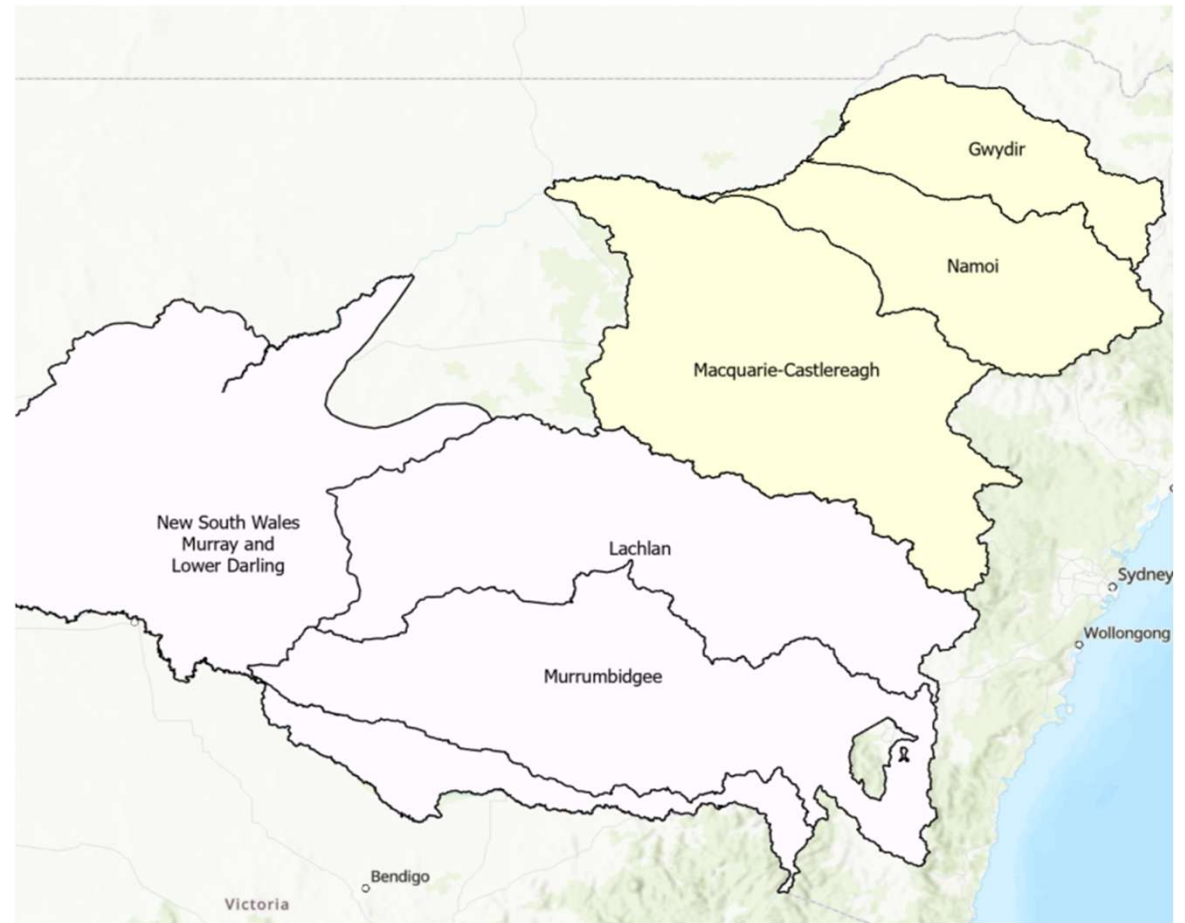 Gwydir
Namoi
Macquarie-Castlereagh
New South Wales
Murray and
Lower Darling
Lachlan
Sydney
Wollongong
Murrumbidgee
Bendigo
Victoria